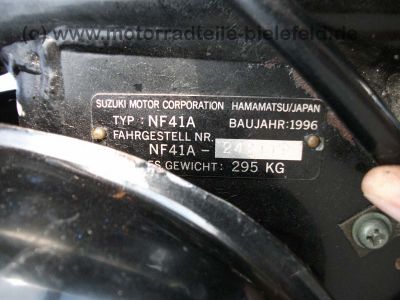 (c) www.motorradteile-bielefeld.de
SUZUKI MOTOR CORPORATION HAMAMATSU/JAPAN
TYP : NF41A BAUJAHR:1996
FAHRGESTELL NR.
NF41A –
ES GEWICHT : 295 KG